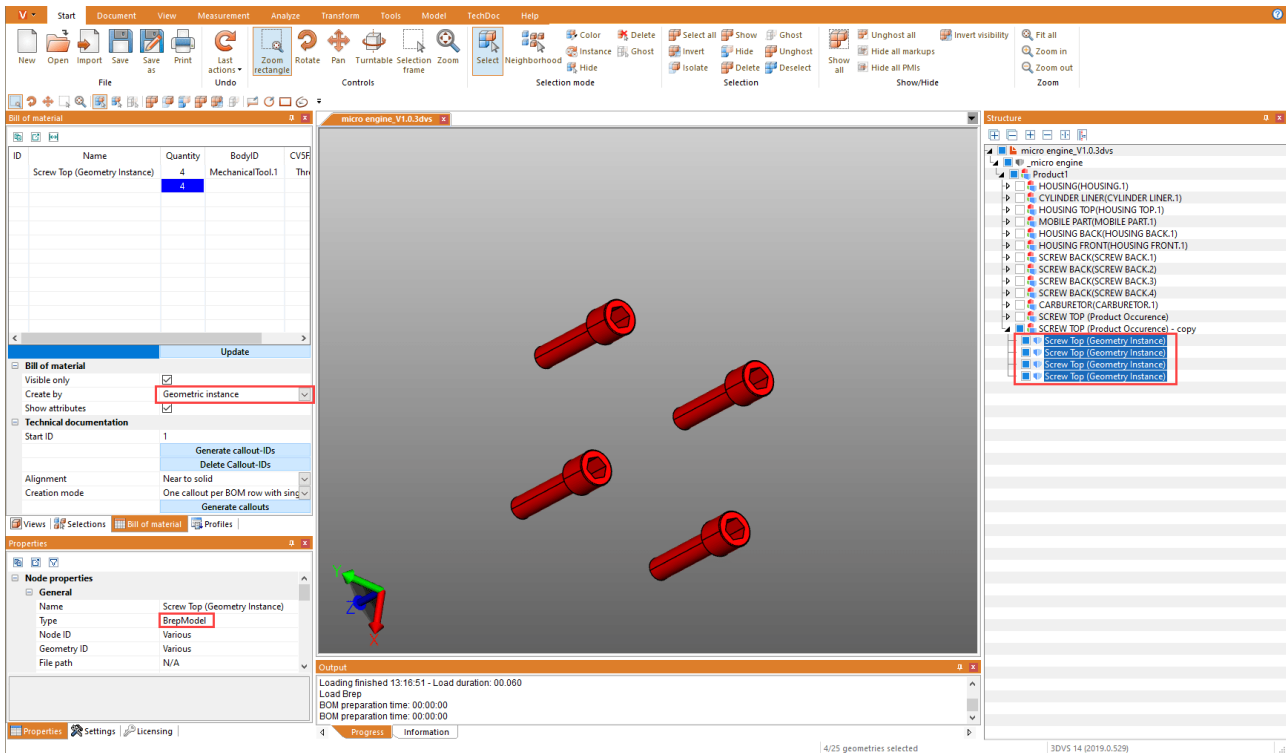 V Start Document View Measurement Analyze Transform Tools Model TechDoc Help
New Open Import Save Save as Print
File
Last actions
Undo
Zoom rectangle Rotate Pan Turntable Selection frame Zoom
Controls
Select Neighborhood Color Delete
Instance Ghost
Hide
Selection mode
Select all Show Ghost
Invert Hide Unghost
Isolate Delete Deselect
Selection
Show all Unghost all Invert visibility
Hide all markups
Hide all PMIs
Show/Hide
Fit all
Zoom in
Zoom out
Zoom
Bill of material
ID Name Quantity BodyID CV5F
Screw Top (Geometry Instance) 4 MechanicalTool.1 Thr
4
Update
Bill of material
Visible only
Create by Geometric instance
Show attributes
Technical documentation
Start ID 1
Generate callout-IDs
Delete Callout-IDs
Alignment Near to solid
Creation mode One callout per BOM row with sing
Generate callouts
Views Selections Bill of material Profiles
Properties
Node properties
General
Name Screw Top (Geometry Instance)
Type BrepModel
Node ID Various
Geometry ID Various
File path N/A
Properties Settings Licensing
micro engine_V1.0.3dvs
Y
Z
X
Output
Loading finished 13:16:51 - Load duration: 00.060
Load Brep
BOM preparation time: 00:00:00
BOM preparation time: 00:00:00
Progress Information
Structure
micro engine_V1.0.3dvs
_micro engine
Product1
HOUSING(HOUSING.1)
CYLINDER LINER(CYLINDER LINER.1)
HOUSING TOP(HOUSING TOP.1)
MOBILE PART(MOBILE PART.1)
HOUSING BACK(HOUSING BACK.1)
HOUSING FRONT(HOUSING FRONT.1)
SCREW BACK(SCREW BACK.1)
SCREW BACK(SCREW BACK.2)
SCREW BACK(SCREW BACK.3)
SCREW BACK(SCREW BACK.4)
CARBURETOR(CARBURETOR.1)
SCREW TOP (Product Occurence)
SCREW TOP (Product Occurence) - copy
Screw Top (Geometry Instance)
Screw Top (Geometry Instance)
Screw Top (Geometry Instance)
Screw Top (Geometry Instance)
4/25 geometries selected
3DVS 14 (2019.0.529)